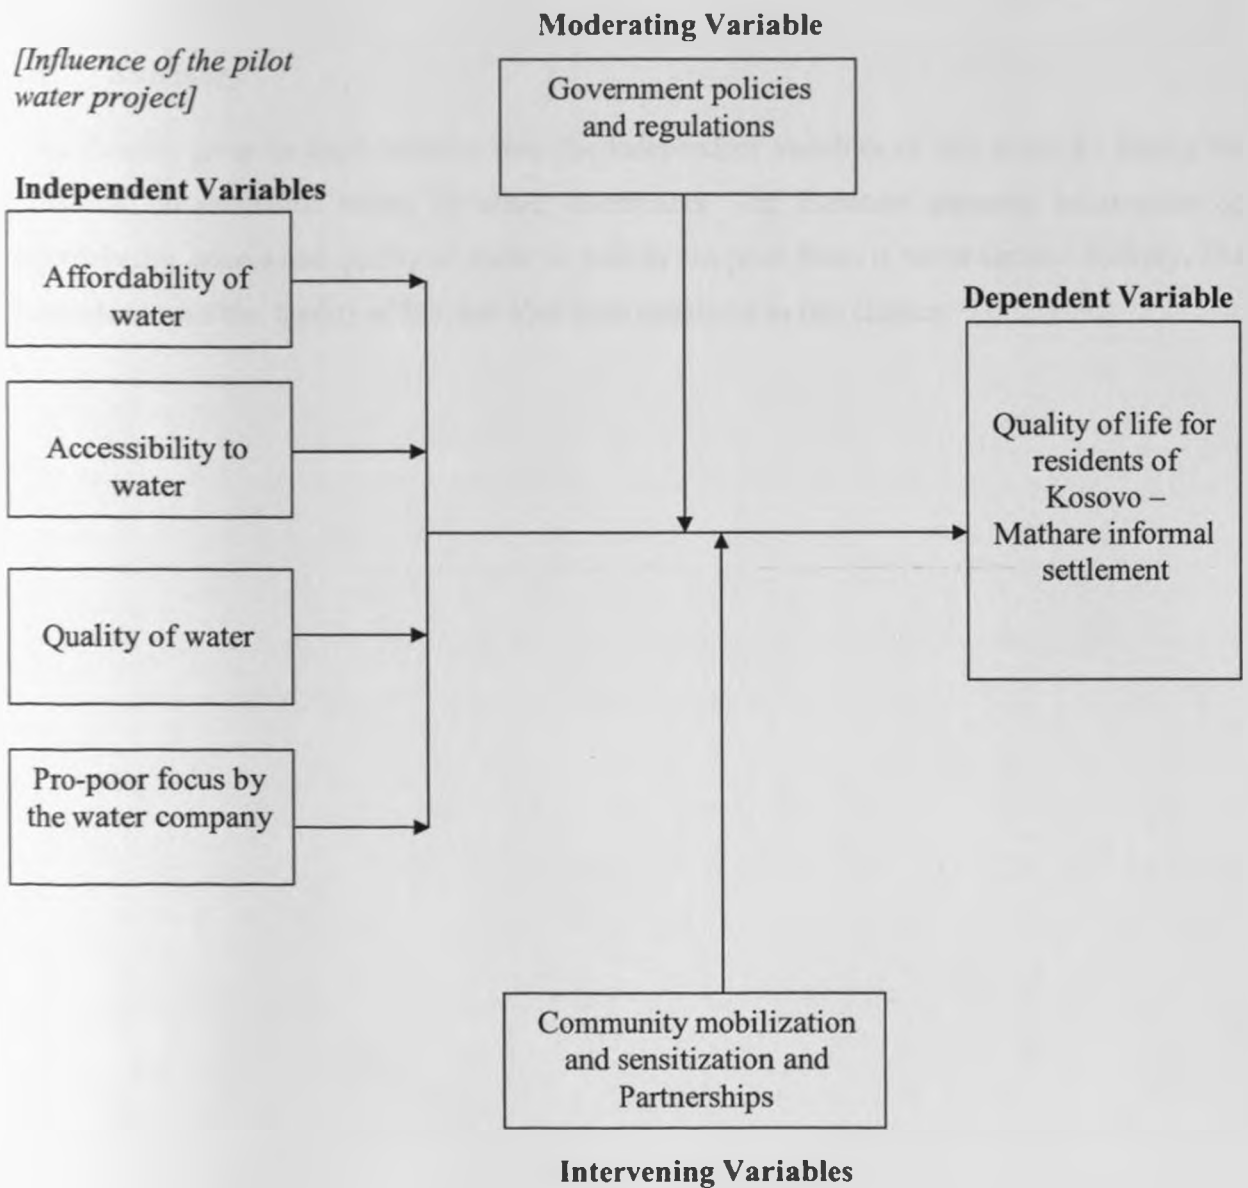 Moderating Variable
[Influence of the pilot
water project]
Government policies
and regulations
Independent Variables
Affordability of
water
Dependent Variable
Accessibility to
water
Quality of life for
residents of
Kosovo –
Mathare informal
settlement
Quality of water
Pro-poor focus by
the water company
Community mobilization
and sensitization and
Partnerships
Intervening Variables